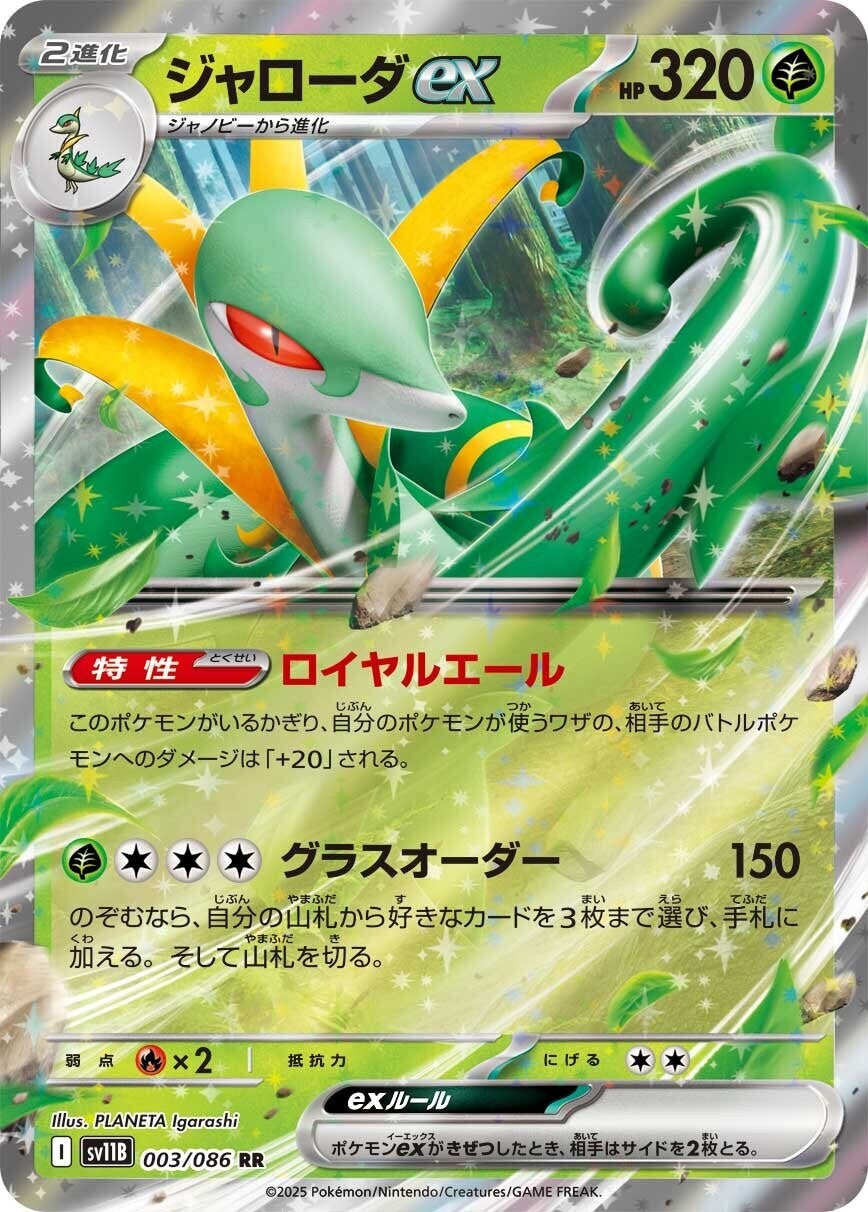 2進化
ジャローダex
HP320
ジャノビーから進化
特性
とくせい
ロイヤルエール
このポケモンがいるかぎり、自分のポケモンが使うワザの、相手のバトルポケ
モンへのダメージは「+20」される。
グラスオーダー 150
のぞむなら、自分の山札から好きなカードを3枚まで選び、手札に
加える。そして山札を切る。
弱点 ×2 抵抗力 にげる
exルール
ポケモンexがきぜつしたとき、相手はサイドを2枚とる。
Illus. PLANETA Igarashi
I sv11B 003/086 RR
©2025 Pokémon/Nintendo/Creatures/GAME FREAK.